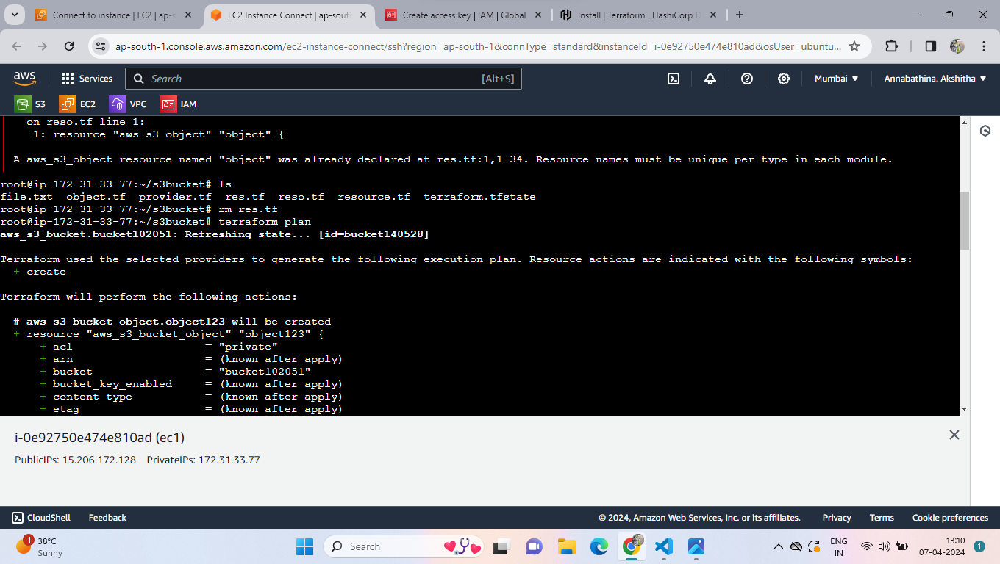 Connect to instance | EC2 | ap-s
EC2 Instance Connect | ap-sout
Create access key | IAM | Global
Install | Terraform | HashiCorp D
ap-south-1.console.aws.amazon.com/ec2-instance-connect/ssh?region=ap-south-1&connType=standard&instanceId=i-0e92750e474e810ad&osUser=ubuntu...
aws
Services
Search
[Alt+S]
Mumbai
Annabathina. Akshitha
S3
EC2
VPC
IAM
on reso.tf line 1:
1: resource "aws_s3_object" "object" {
A aws_s3_object resource named "object" was already declared at res.tf:1,1-34. Resource names must be unique per type in each module.
root@ip-172-31-33-77:~/s3bucket# ls
file.txt  object.tf  provider.tf  res.tf  reso.tf  resource.tf  terraform.tfstate
root@ip-172-31-33-77:~/s3bucket# rm res.tf
root@ip-172-31-33-77:~/s3bucket# terraform plan
aws_s3_bucket.bucket102051: Refreshing state... [id=bucket140528]
Terraform used the selected providers to generate the following execution plan. Resource actions are indicated with the following symbols:
+ create
Terraform will perform the following actions:
# aws_s3_bucket_object.object123 will be created
+ resource "aws_s3_bucket_object" "object123" {
+ acl                    = "private"
+ arn                    = (known after apply)
+ bucket                 = "bucket102051"
+ bucket_key_enabled     = (known after apply)
+ content_type           = (known after apply)
+ etag                   = (known after apply)
i-0e92750e474e810ad (ec1)
PublicIPs: 15.206.172.128    PrivateIPs: 172.31.33.77
CloudShell
Feedback
© 2024, Amazon Web Services, Inc. or its affiliates.
Privacy
Terms
Cookie preferences
1
38°C
Sunny
Search
ENG
IN
13:10
07-04-2024
1